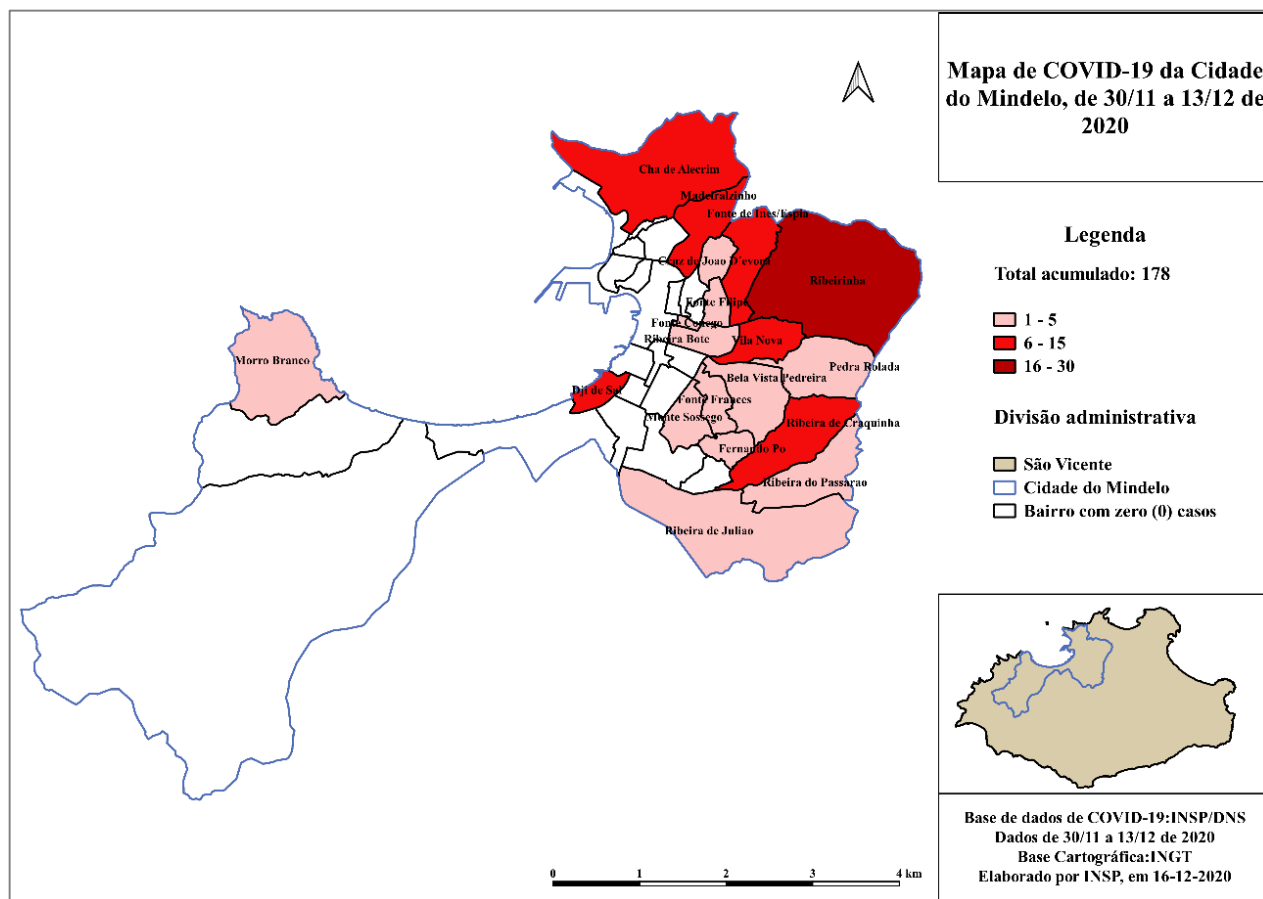 Mapa de COVID-19 da Cidade
do Mindelo, de 30/11 a 13/12 de
2020
Cha de Alecrim
Madeiralzinho
Fonte de Ines/Espia
Cruz de Joao D'evora
Ribeirinha
Fonte Filipe
Fonte Conego
Ribeira Bote
Vila Nova
Morro Branco
Pedra Rolada
Bela Vista Pedreira
Dji de Sal
Fonte Frances
Monte Sossego
Ribeira de Craquinha
Fernando Po
Ribeira do Passarao
Ribeira de Juliao
Legenda
Total acumulado: 178
1 - 5
6 - 15
16 - 30
Divisão administrativa
São Vicente
Cidade do Mindelo
Bairro com zero (0) casos
Base de dados de COVID-19:INSP/DNS
Dados de 30/11 a 13/12 de 2020
Base Cartográfica:INGT
Elaborado por INSP, em 16-12-2020
0 1 2 3 4 km